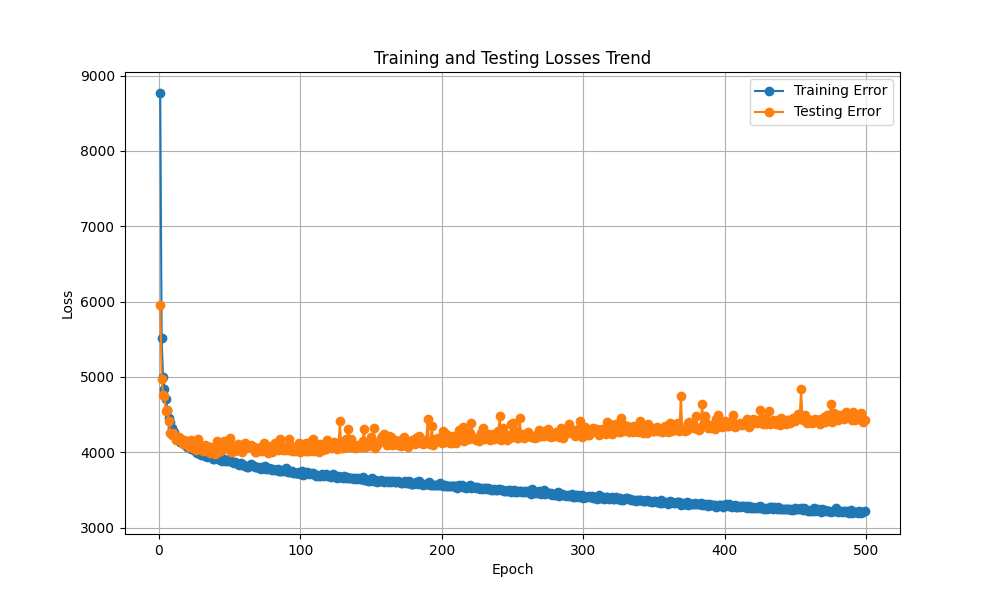 Training and Testing Losses Trend
Training Error
Testing Error
9000
8000
7000
6000
5000
4000
3000
Loss
0 100 200 300 400 500
Epoch